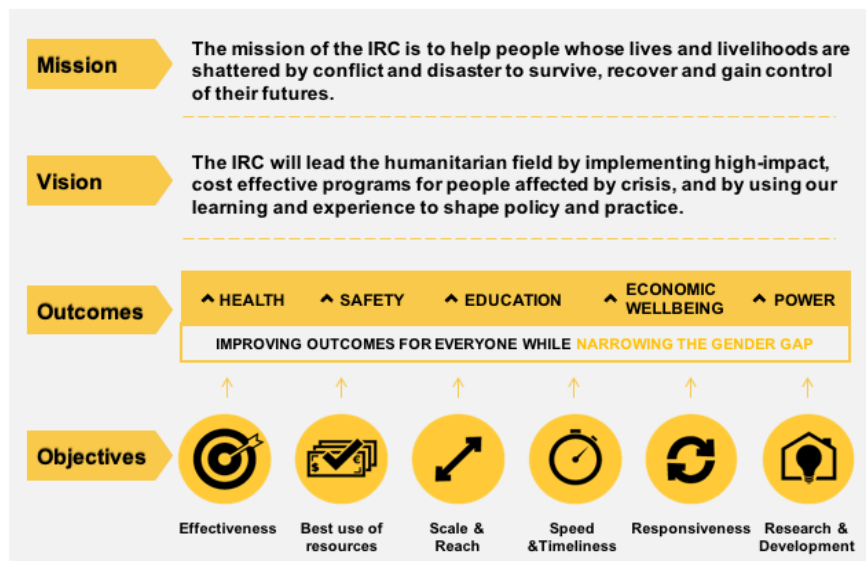 Mission
The mission of the IRC is to help people whose lives and livelihoods are
shattered by conflict and disaster to survive, recover and gain control
of their futures.
Vision
The IRC will lead the humanitarian field by implementing high-impact,
cost effective programs for people affected by crisis, and by using our
learning and experience to shape policy and practice.
Outcomes
HEALTH
SAFETY
EDUCATION
ECONOMIC
WELLBEING
POWER
IMPROVING OUTCOMES FOR EVERYONE WHILE NARROWING THE GENDER GAP
Objectives
$ €
Effectiveness
Best use of
resources
Scale &
Reach
Speed
&Timeliness
Responsiveness
Research &
Development